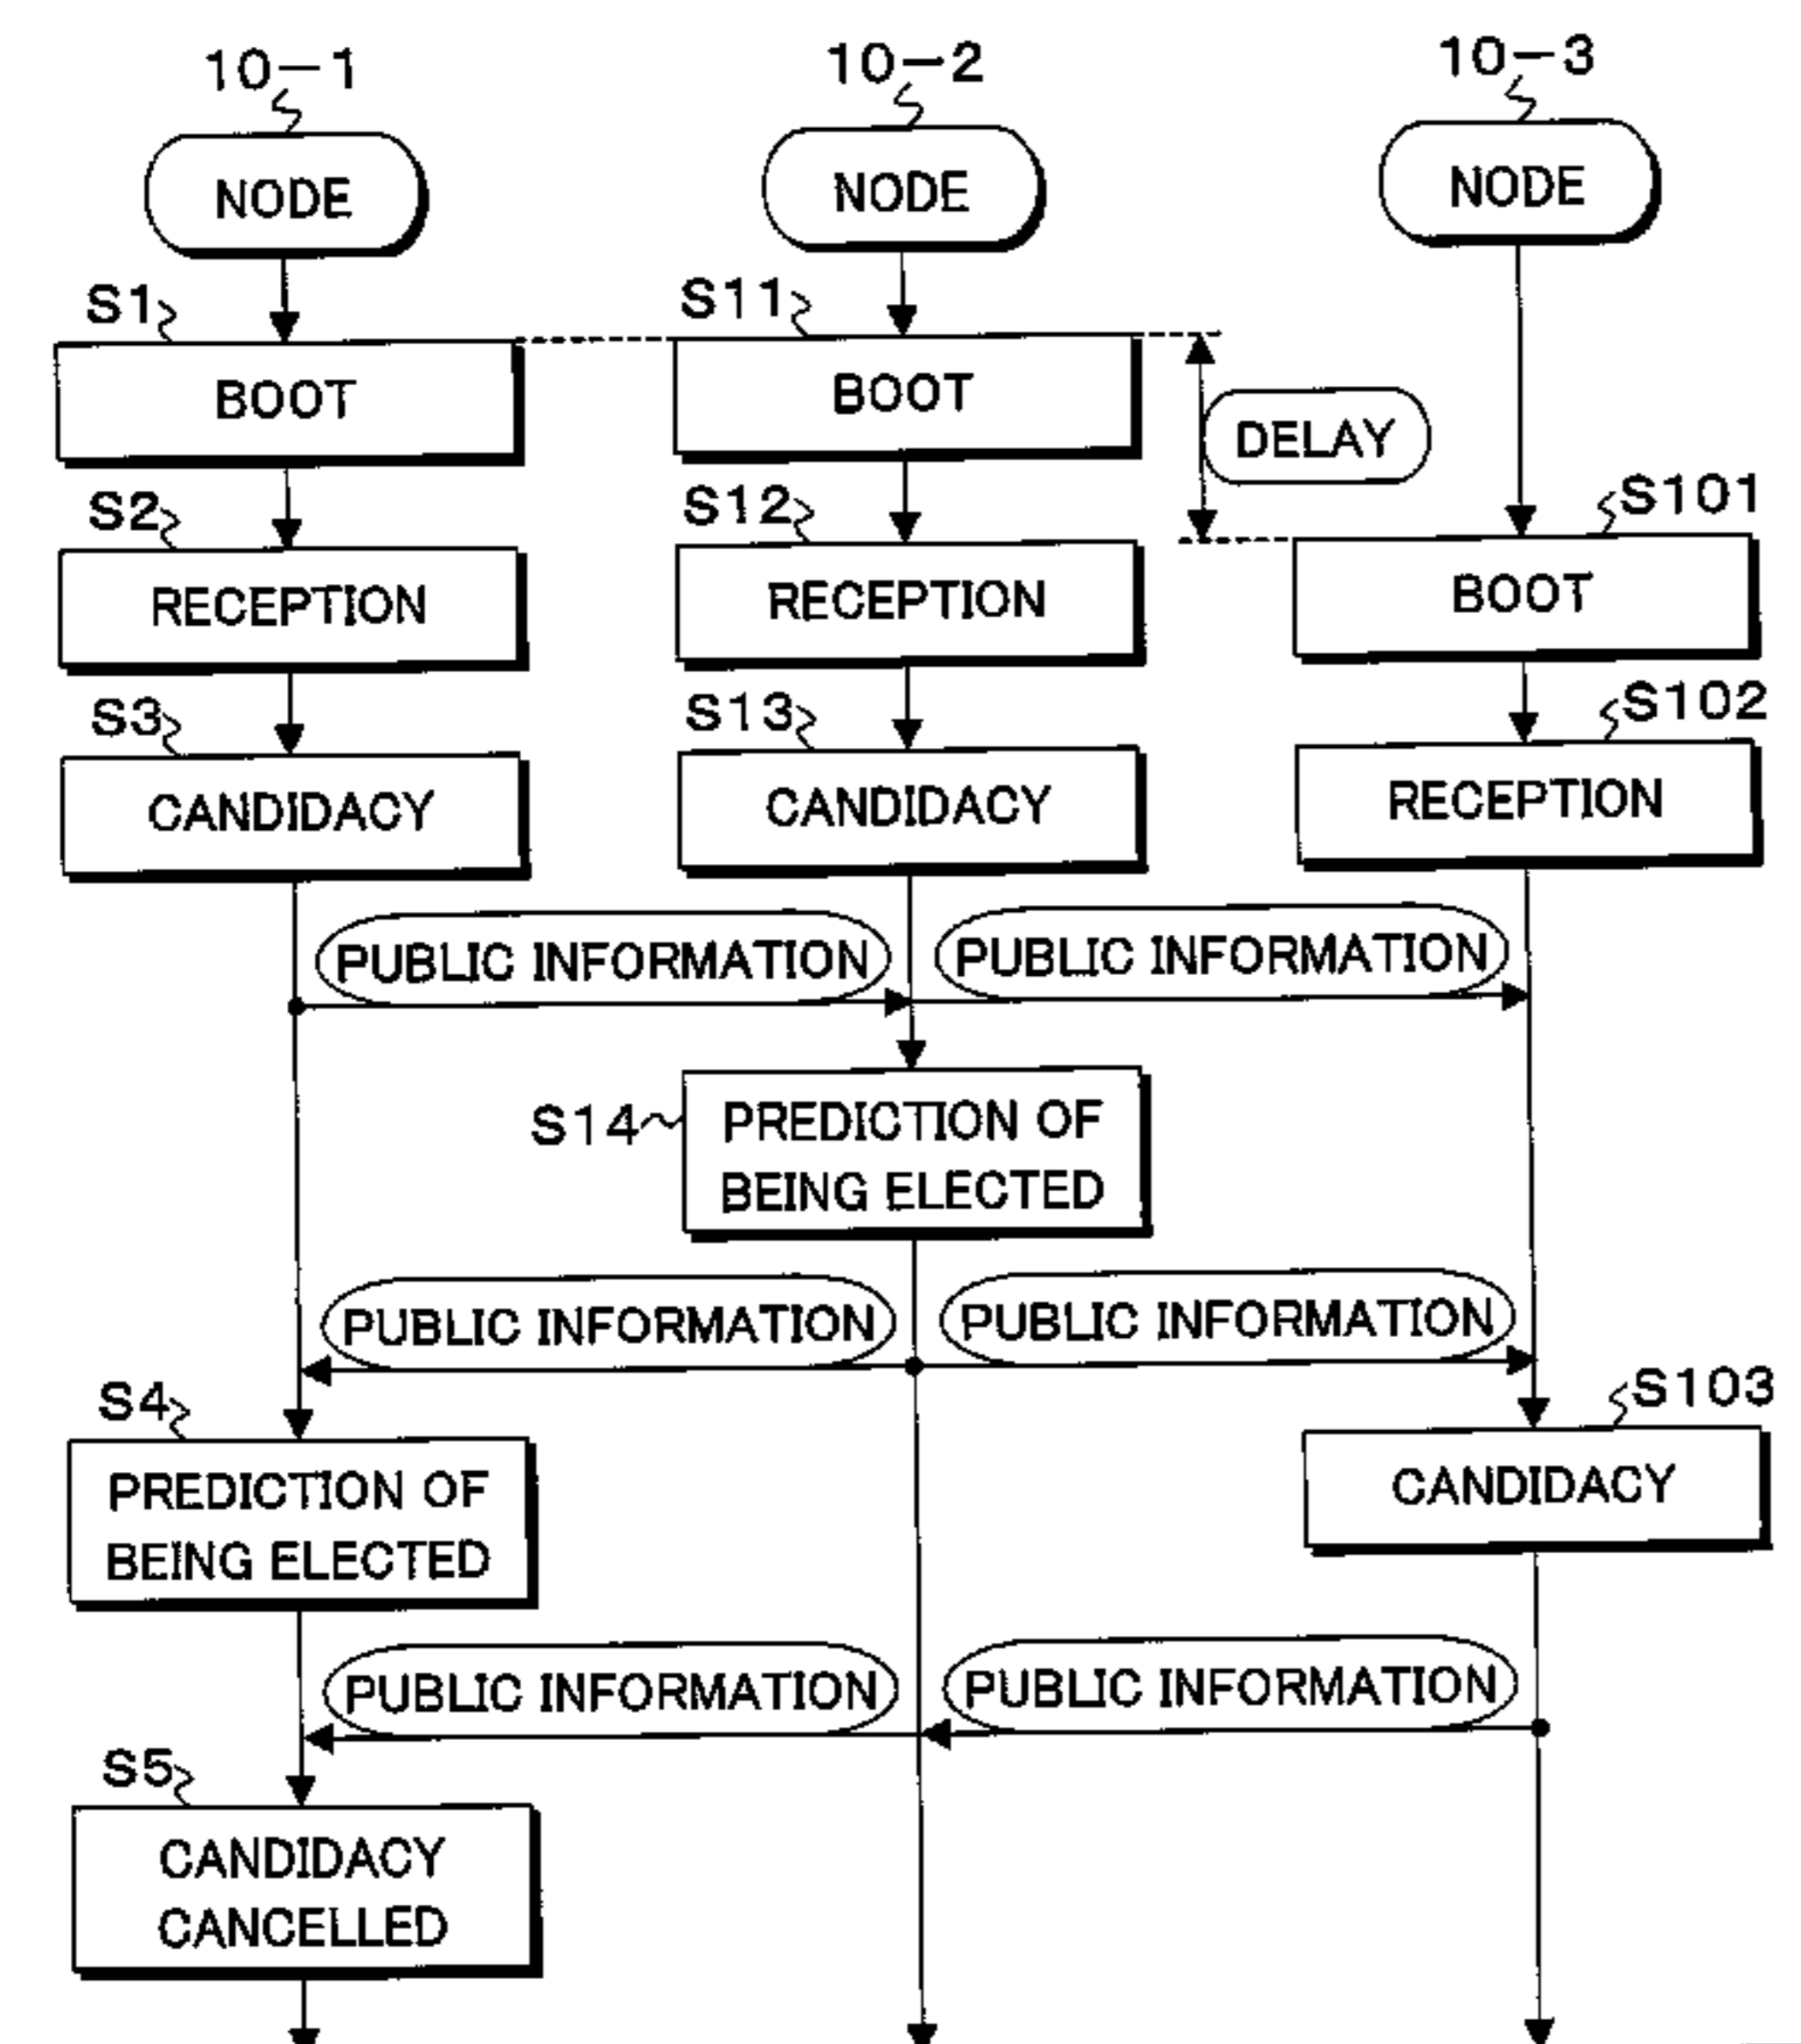 10-1
10-2
10-3
NODE
NODE
NODE
S1
S11
BOOT
BOOT
DELAY
S2
S12
S101
RECEPTION
RECEPTION
BOOT
S3
S13
S102
CANDIDACY
CANDIDACY
RECEPTION
PUBLIC INFORMATION
PUBLIC INFORMATION
S14
PREDICTION OF
BEING ELECTED
PUBLIC INFORMATION
PUBLIC INFORMATION
S4
S103
PREDICTION OF
BEING ELECTED
CANDIDACY
PUBLIC INFORMATION
PUBLIC INFORMATION
S5
CANDIDACY
CANCELLED